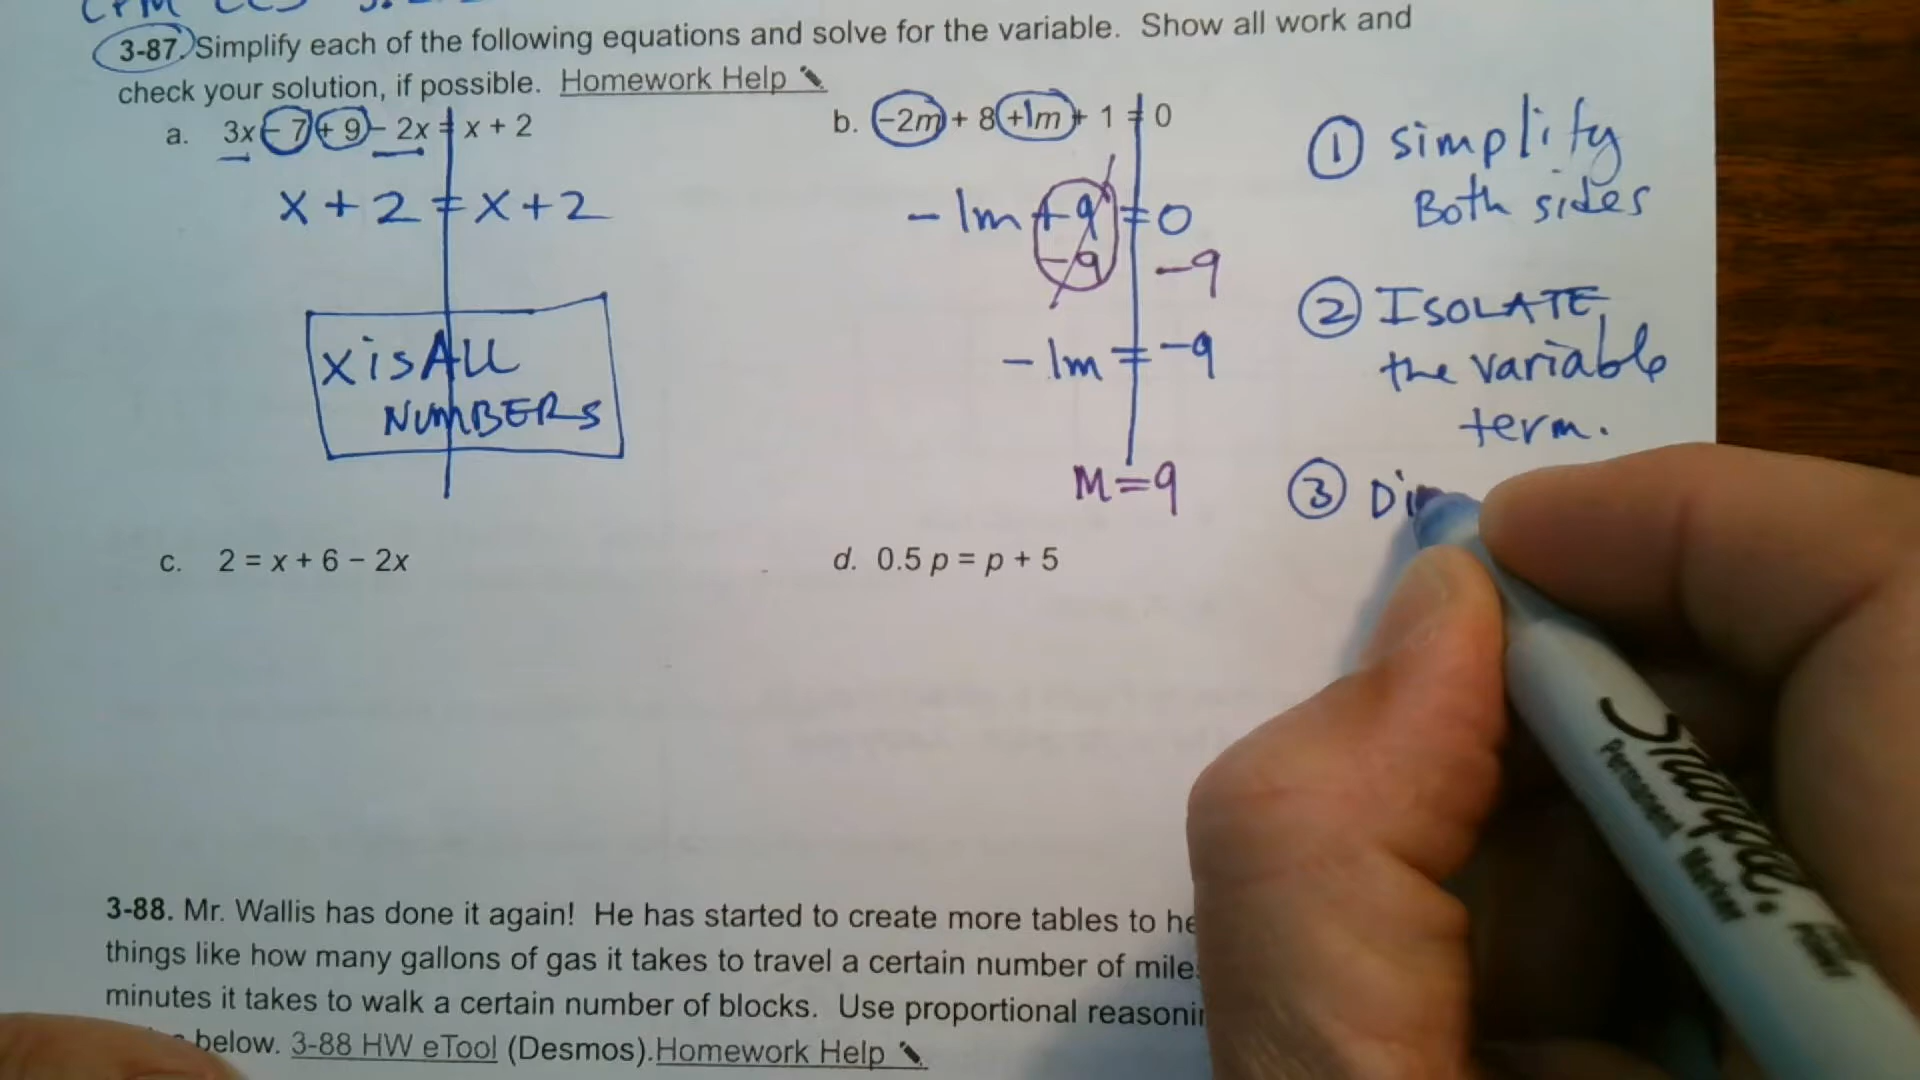 3-87. Simplify each of the following equations and solve for the variable. Show all work and
check your solution, if possible. Homework Help ✎
a. 3x - 7 + 9 - 2x = x + 2
x + 2 = x + 2
x is ALL
NUMBERS
b. -2m + 8 +1m + 1 = 0
-1m +9 = 0
-9 -9
-1m = -9
M = 9
① simplify
Both sides
② ISOLATE
the variable
term.
③ Di
c. 2 = x + 6 − 2x
d. 0.5 p = p + 5
3-88. Mr. Wallis has done it again! He has started to create more tables to
things like how many gallons of gas it takes to travel a certain number of
minutes it takes to walk a certain number of blocks. Use proportional
below. 3-88 HW eTool (Desmos).Homework Help ✎
Sharpie.
Permanent Marker